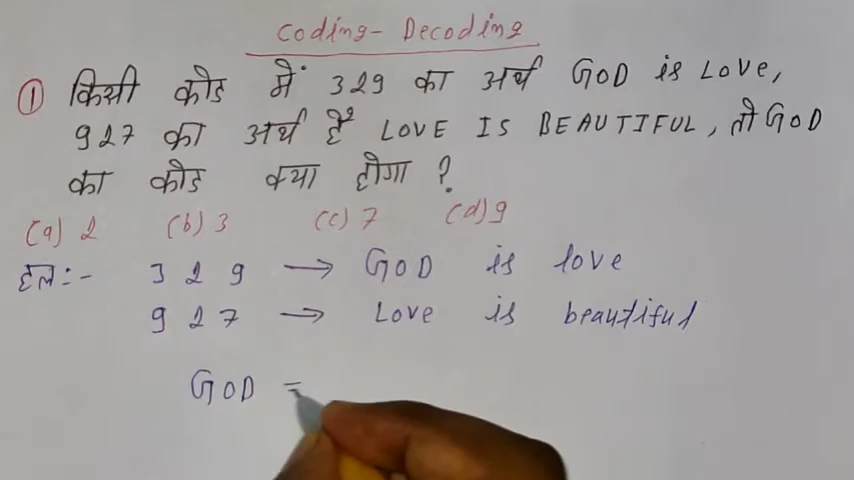 Coding - Decoding
① किसी कोड में 329 का अर्थ GOD is LOVE,
927 का अर्थ है LOVE IS BEAUTIFUL, तो GOD
का कोड क्या होगा ?
(a) 2 (b) 3 (c) 7 (d) 9
हल :- 3 2 9 → GOD is love
9 2 7 → Love is beautiful
GOD =